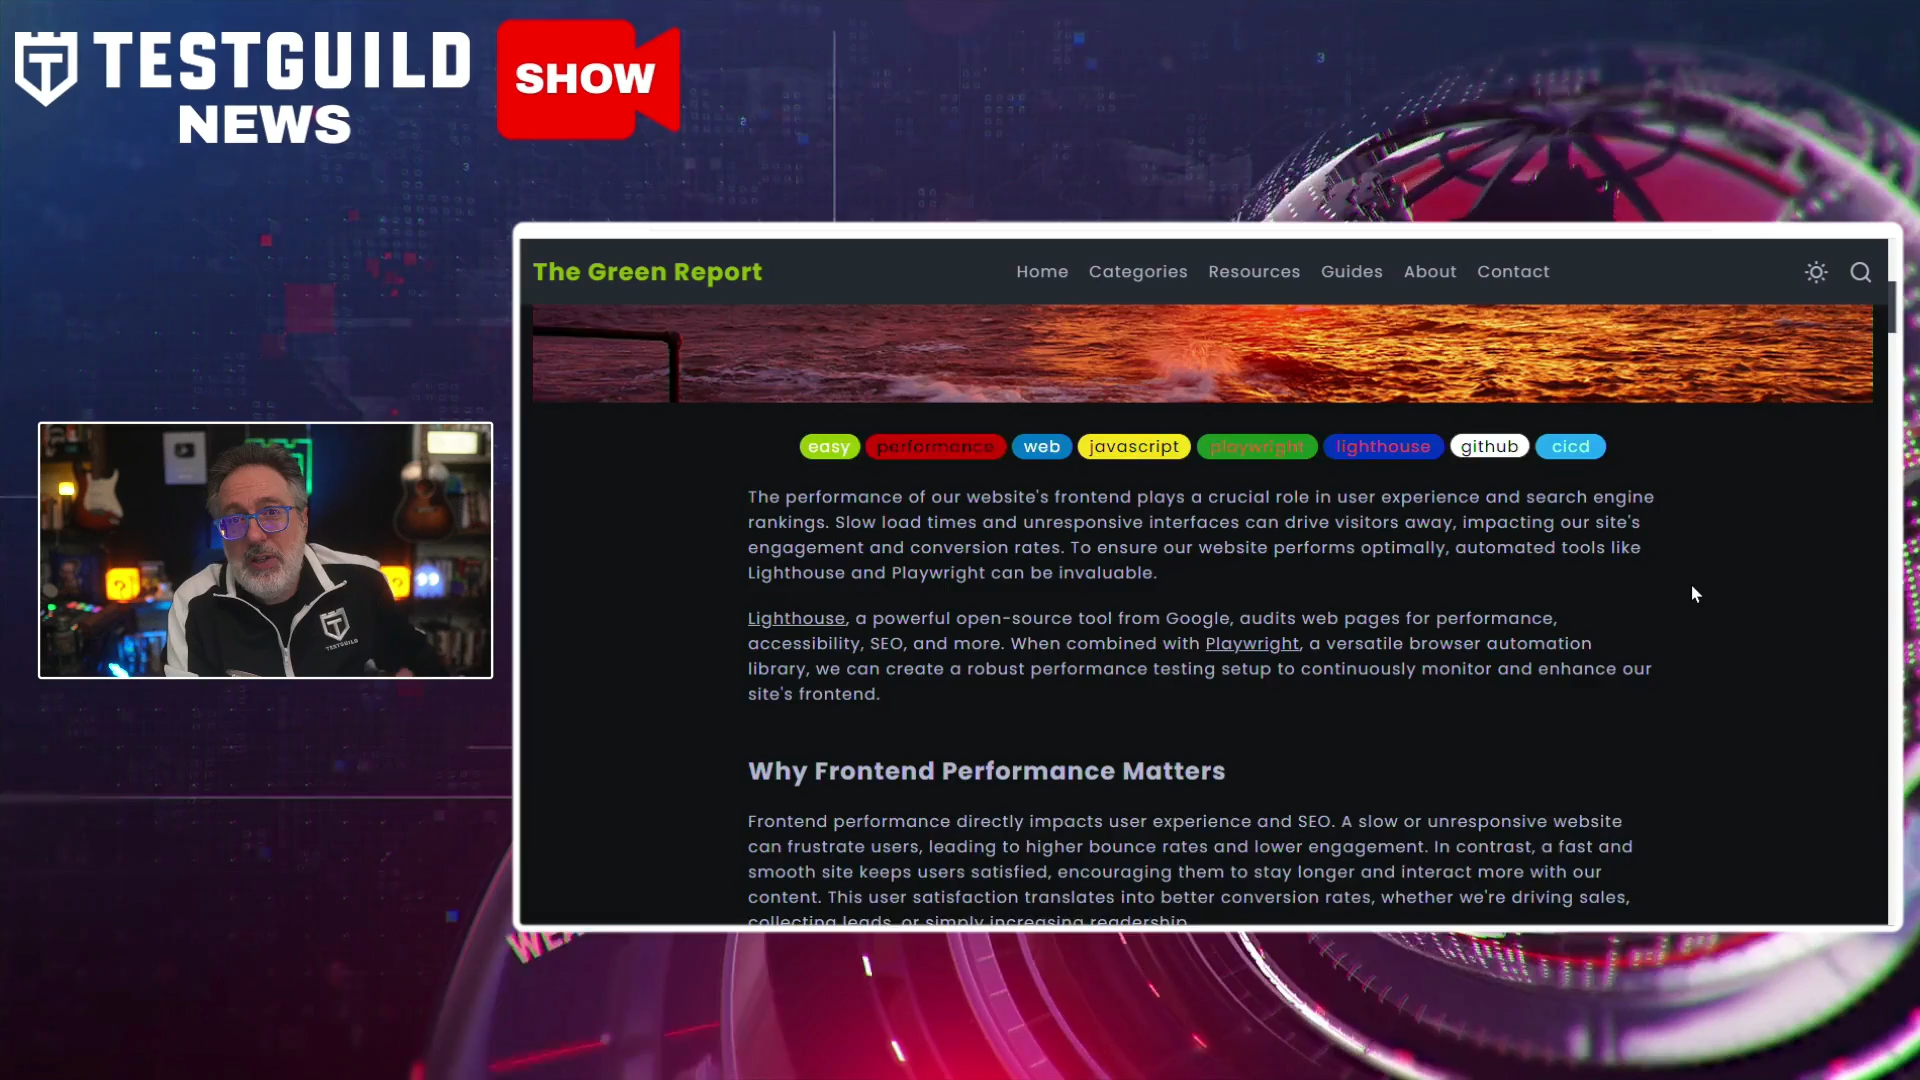 TESTGUILD
NEWS
SHOW
The Green Report
Home Categories Resources Guides About Contact
easy performance web javascript playwright lighthouse github cicd
The performance of our website's frontend plays a crucial role in user experience and search engine
rankings. Slow load times and unresponsive interfaces can drive visitors away, impacting our site's
engagement and conversion rates. To ensure our website performs optimally, automated tools like
Lighthouse and Playwright can be invaluable.
Lighthouse, a powerful open-source tool from Google, audits web pages for performance,
accessibility, SEO, and more. When combined with Playwright, a versatile browser automation
library, we can create a robust performance testing setup to continuously monitor and enhance our
site's frontend.
Why Frontend Performance Matters
Frontend performance directly impacts user experience and SEO. A slow or unresponsive website
can frustrate users, leading to higher bounce rates and lower engagement. In contrast, a fast and
smooth site keeps users satisfied, encouraging them to stay longer and interact more with our
content. This user satisfaction translates into better conversion rates, whether we're driving sales,
collecting leads, or simply increasing readership.
TESTGUILD